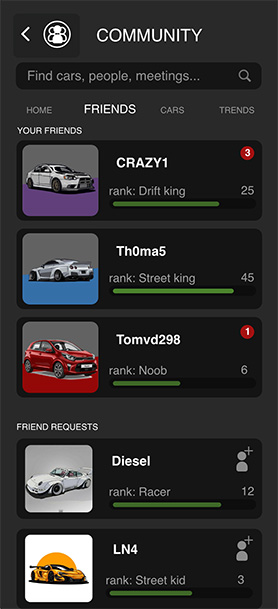 COMMUNITY
Find cars, people, meetings...
HOME FRIENDS CARS TRENDS
YOUR FRIENDS
CRAZY1 3
rank: Drift king 25
Th0ma5
rank: Street king 45
Tomvd298 1
rank: Noob 6
FRIEND REQUESTS
Diesel
rank: Racer 12
LN4
rank: Street kid 3